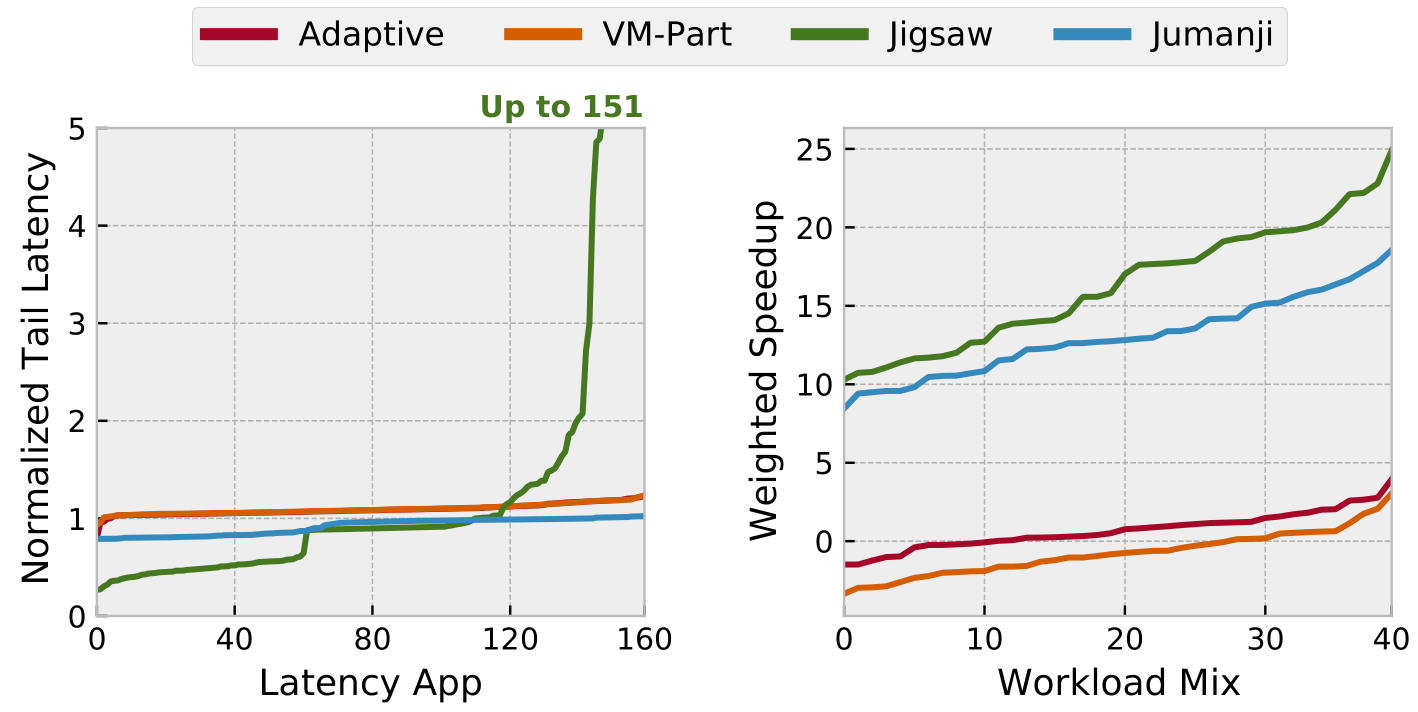 Adaptive VM-Part Jigsaw Jumanji
Up to 151
5
4
3
2
1
0
Normalized Tail Latency
0 40 80 120 160
Latency App
25
20
15
10
5
0
Weighted Speedup
0 10 20 30 40
Workload Mix